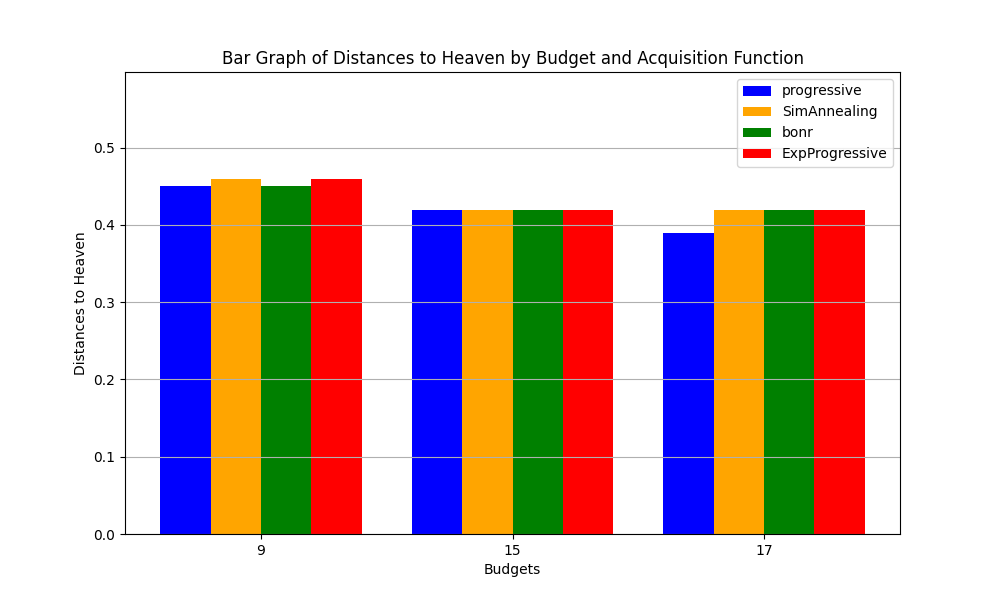 Bar Graph of Distances to Heaven by Budget and Acquisition Function
progressive
SimAnnealing
bonr
ExpProgressive
Distances to Heaven
0.5
0.4
0.3
0.2
0.1
0.0
9 15 17
Budgets